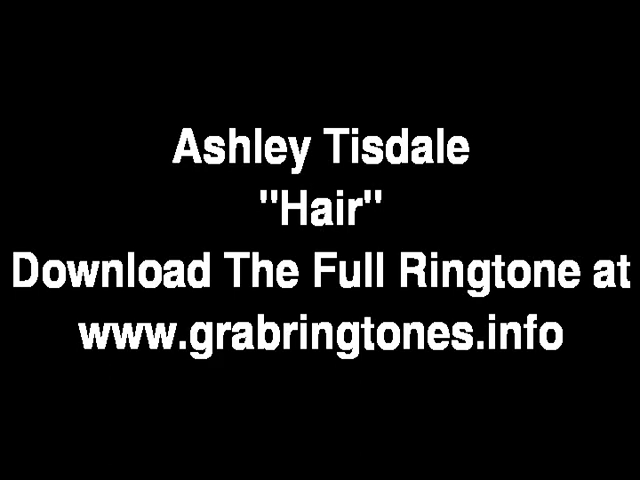 Ashley Tisdale
"Hair"
Download The Full Ringtone at
www.grabringtones.info